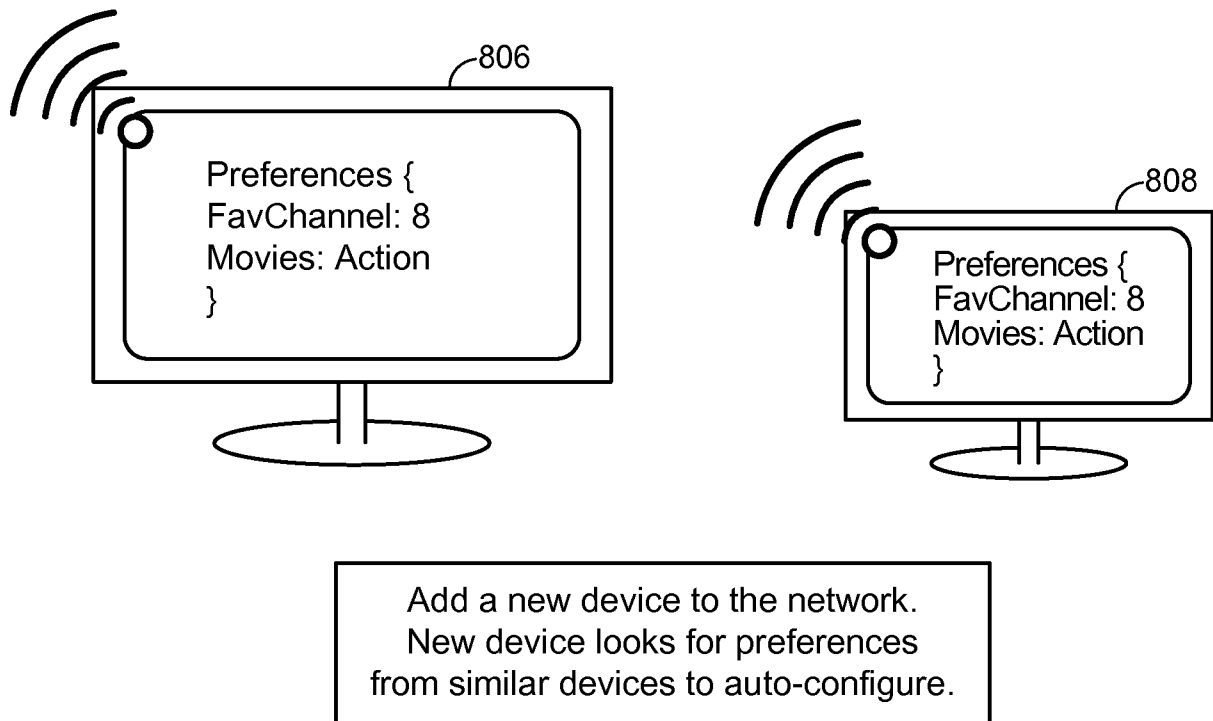 806
Preferences {
FavChannel: 8
Movies: Action
}
808
Preferences {
FavChannel: 8
Movies: Action
}
Add a new device to the network.
New device looks for preferences
from similar devices to auto-configure.